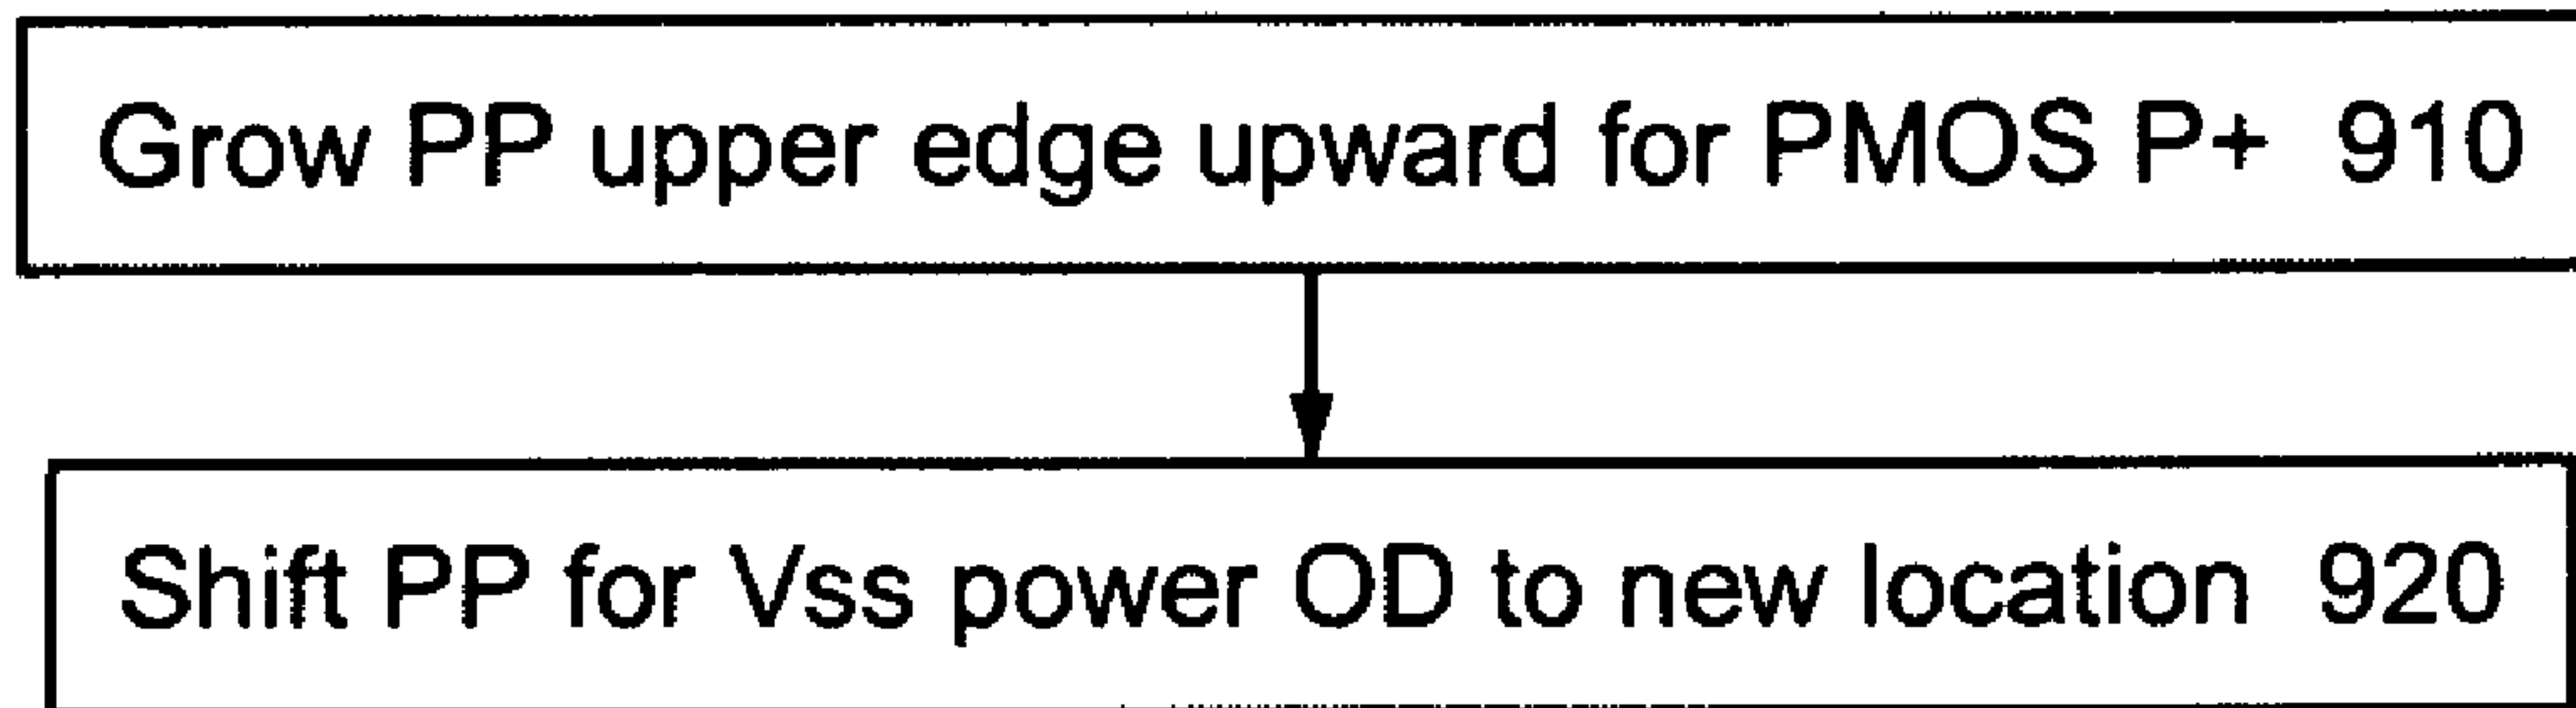 Grow PP upper edge upward for PMOS P+ 910
Shift PP for Vss power OD to new location 920